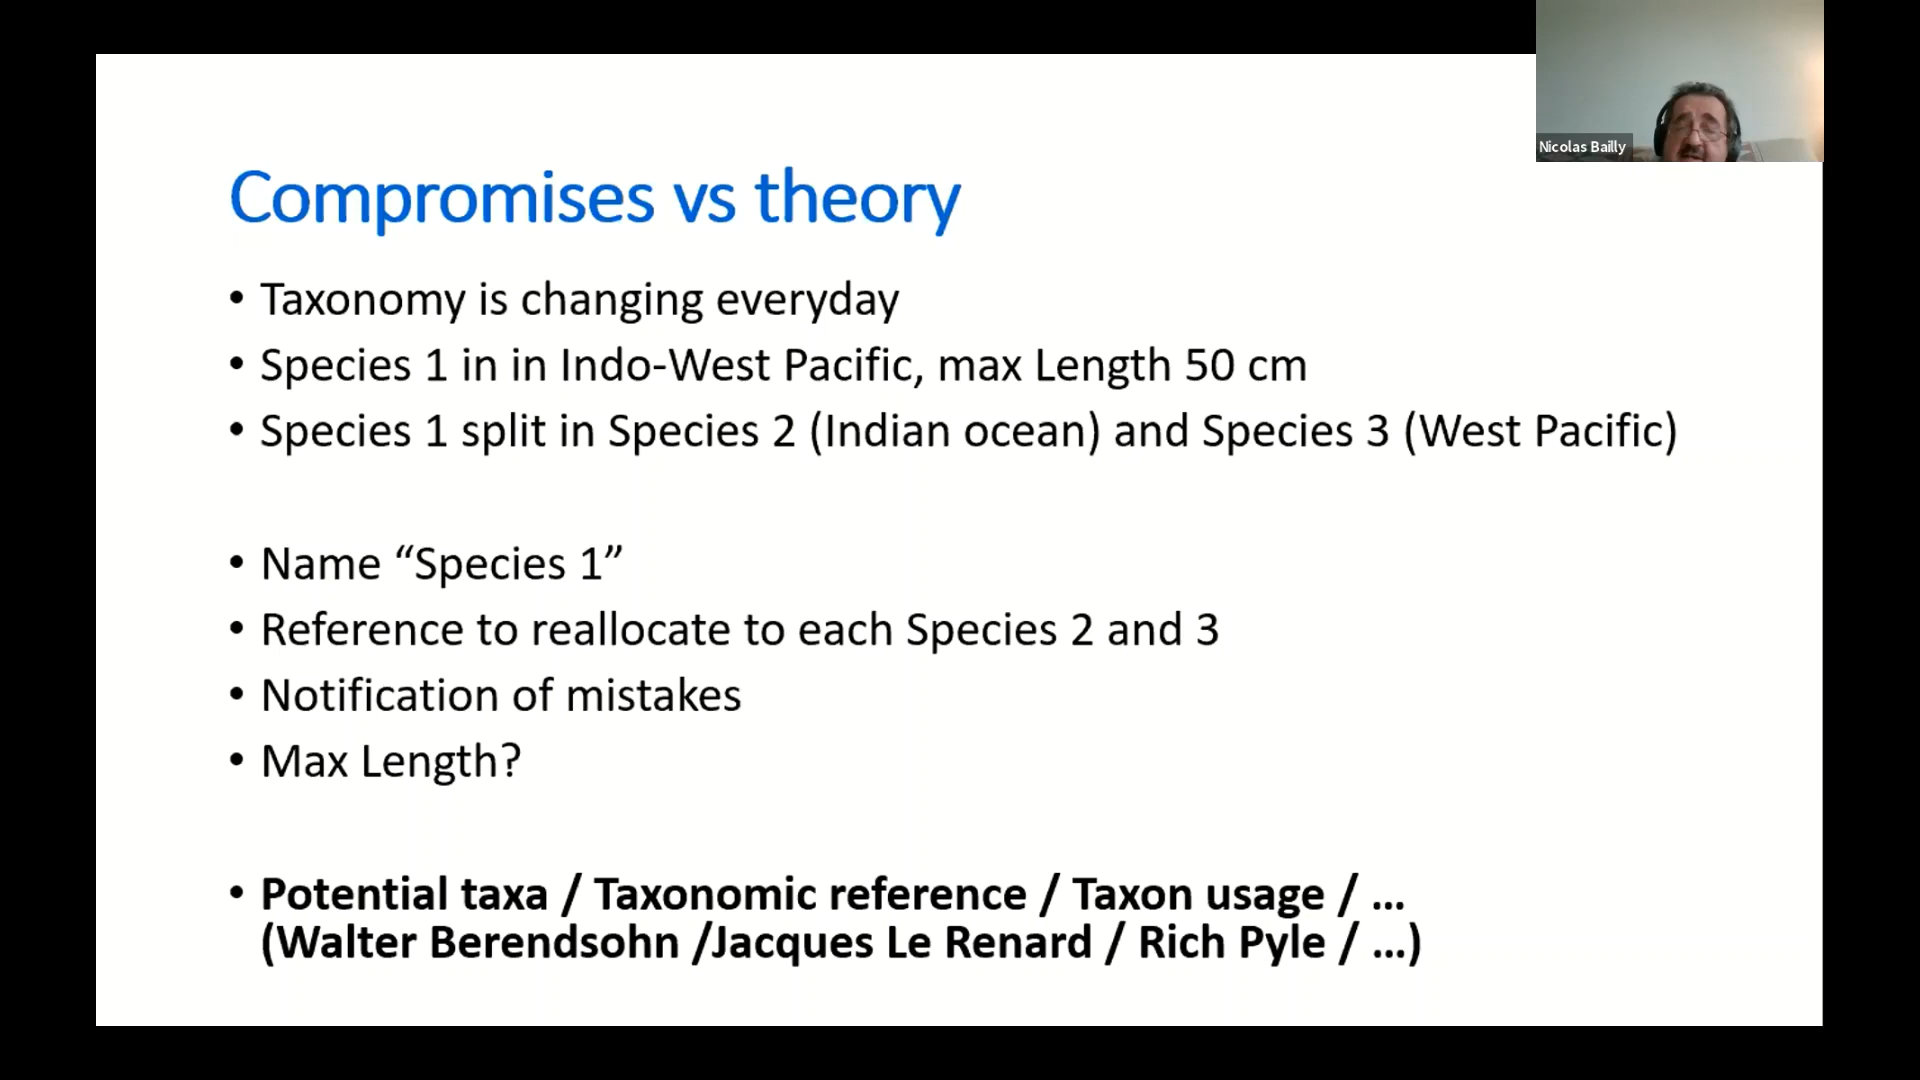 Nicolas Bailly
Compromises vs theory
• Taxonomy is changing everyday
• Species 1 in in Indo-West Pacific, max Length 50 cm
• Species 1 split in Species 2 (Indian ocean) and Species 3 (West Pacific)
• Name “Species 1”
• Reference to reallocate to each Species 2 and 3
• Notification of mistakes
• Max Length?
• Potential taxa / Taxonomic reference / Taxon usage / ...
(Walter Berendsohn /Jacques Le Renard / Rich Pyle / ...)